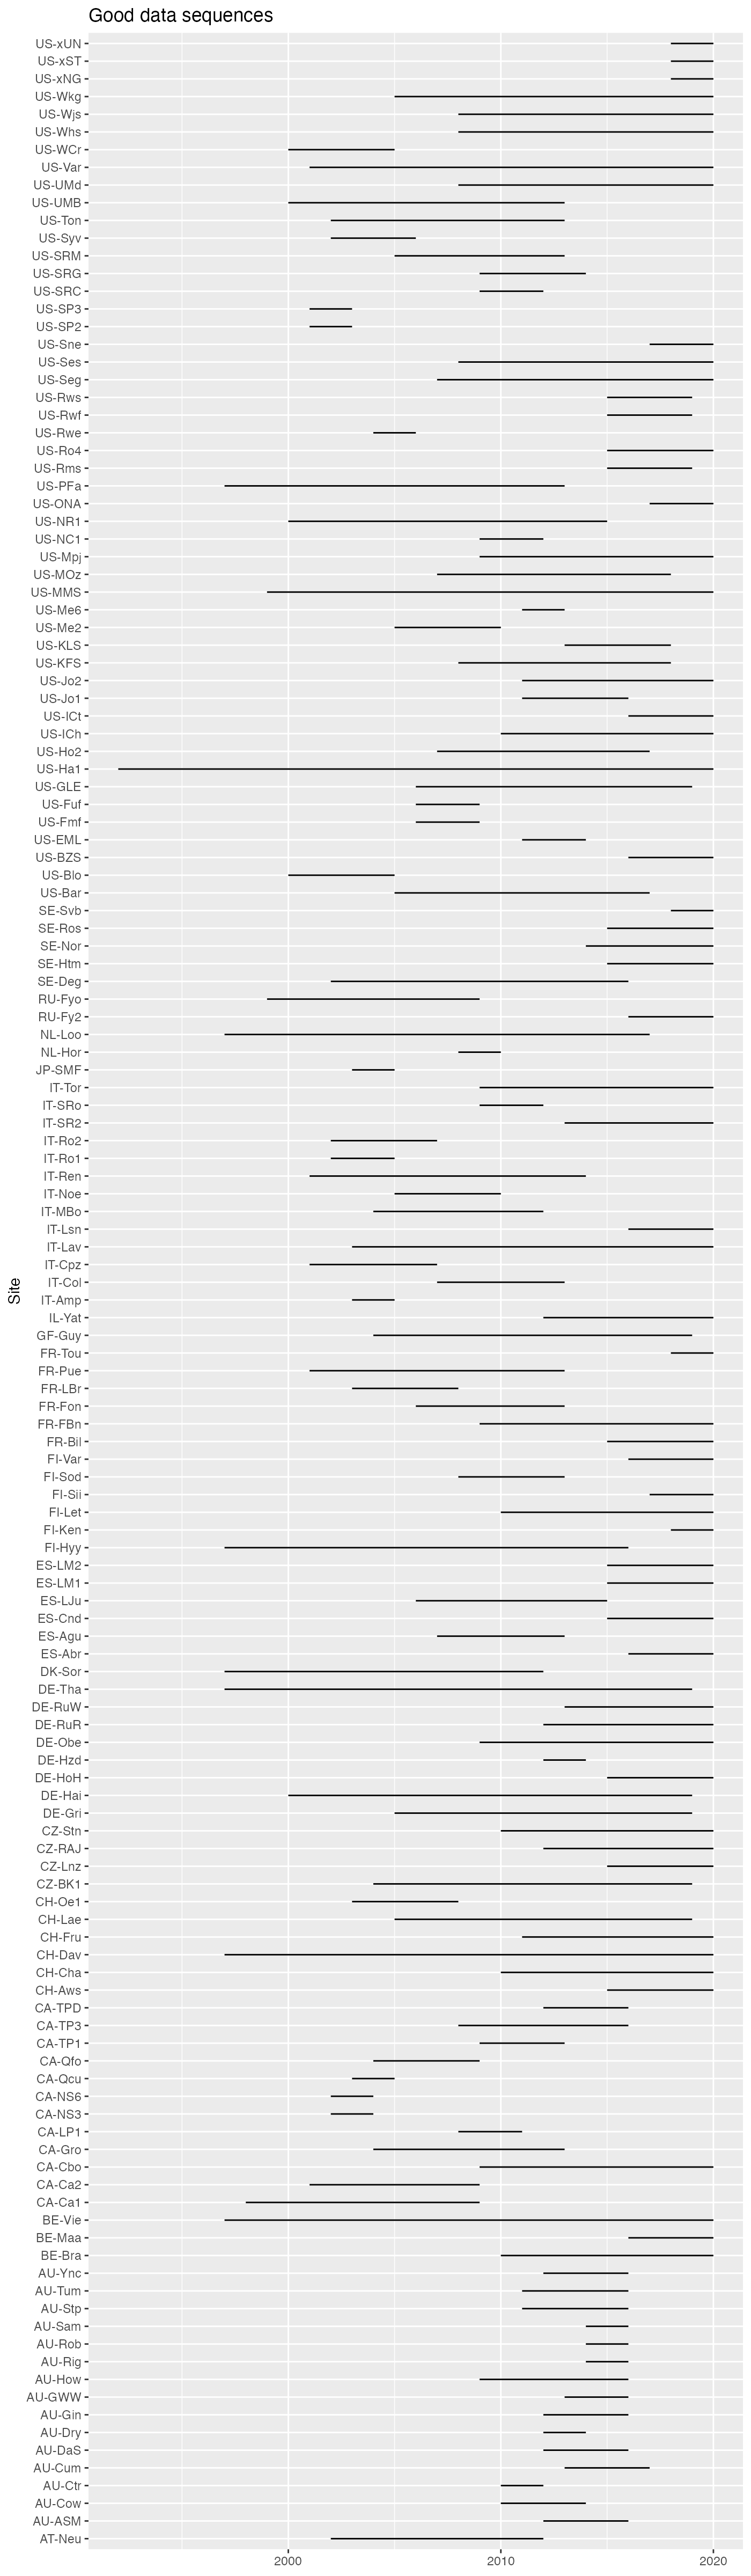 Good data sequences
US-xUN
US-xST
US-xNG
US-Wkg
US-Wjs
US-Whs
US-WCr
US-Var
US-UMd
US-UMB
US-Ton
US-Syv
US-SRM
US-SRG
US-SRC
US-SP3
US-SP2
US-Sne
US-Ses
US-Seg
US-Rws
US-Rwf
US-Rwe
US-Ro4
US-Rms
US-PFa
US-ONA
US-NR1
US-NC1
US-Mpj
US-MOz
US-MMS
US-Me6
US-Me2
US-KLS
US-KFS
US-Jo2
US-Jo1
US-ICt
US-ICh
US-Ho2
US-Ha1
US-GLE
US-Fuf
US-Fmf
US-EML
US-BZS
US-Blo
US-Bar
SE-Svb
SE-Ros
SE-Nor
SE-Htm
SE-Deg
RU-Fyo
RU-Fy2
NL-Loo
NL-Hor
JP-SMF
IT-Tor
IT-SRo
IT-SR2
IT-Ro2
IT-Ro1
IT-Ren
IT-Noe
IT-MBo
IT-Lsn
IT-Lav
IT-Cpz
IT-Col
IT-Amp
IL-Yat
GF-Guy
FR-Tou
FR-Pue
FR-LBr
FR-Fon
FR-FBn
FR-Bil
FI-Var
FI-Sod
FI-Sii
FI-Let
FI-Ken
FI-Hyy
ES-LM2
ES-LM1
ES-LJu
ES-Cnd
ES-Agu
ES-Abr
DK-Sor
DE-Tha
DE-RuW
DE-RuR
DE-Obe
DE-Hzd
DE-HoH
DE-Hai
DE-Gri
CZ-Stn
CZ-RAJ
CZ-Lnz
CZ-BK1
CH-Oe1
CH-Lae
CH-Fru
CH-Dav
CH-Cha
CH-Aws
CA-TPD
CA-TP3
CA-TP1
CA-Qfo
CA-Qcu
CA-NS6
CA-NS3
CA-LP1
CA-Gro
CA-Cbo
CA-Ca2
CA-Ca1
BE-Vie
BE-Maa
BE-Bra
AU-Ync
AU-Tum
AU-Stp
AU-Sam
AU-Rob
AU-Rig
AU-How
AU-GWW
AU-Gin
AU-Dry
AU-DaS
AU-Cum
AU-Ctr
AU-Cow
AU-ASM
AT-Neu
Site
2000 2010 2020